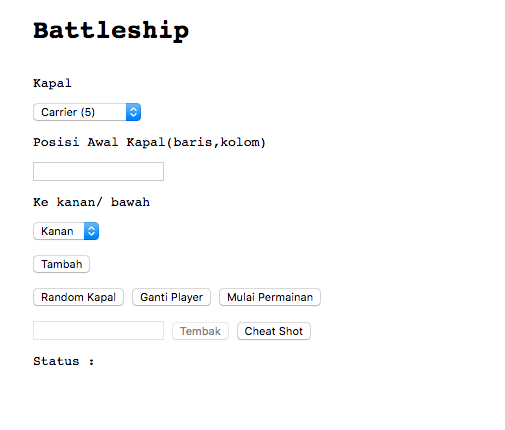 Battleship
Kapal
Carrier (5)
Posisi Awal Kapal(baris,kolom)
Ke kanan/ bawah
Kanan
Tambah
Random Kapal Ganti Player Mulai Permainan
Tembak Cheat Shot
Status :